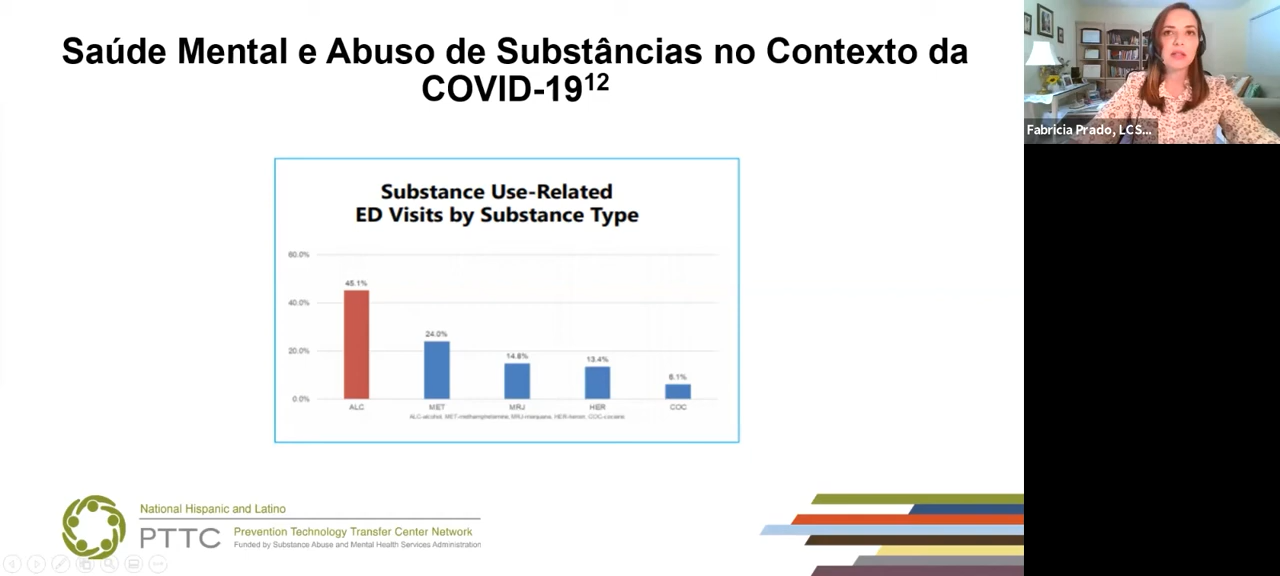 Saúde Mental e Abuso de Substâncias no Contexto da
COVID-19¹²
Substance Use-Related
ED Visits by Substance Type
60.0%
40.0%
20.0%
0.0%
45.1%
24.0%
14.8%
13.4%
6.1%
ALC
MET
MRJ
HER
COC
ALC-alcohol, MET-methamphetamine, MRJ-marijuana, HER-heroin, COC-cocaine
National Hispanic and Latino
PTTC
Prevention Technology Transfer Center Network
Funded by Substance Abuse and Mental Health Services Administration
Fabricia Prado, LCS...